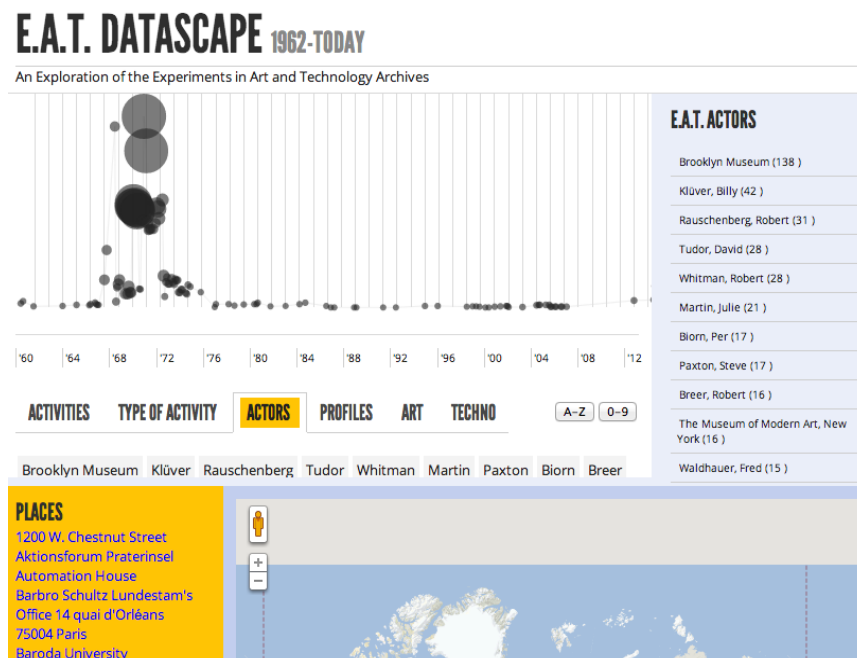 E.A.T. DATASCAPE 1962-TODAY
An Exploration of the Experiments in Art and Technology Archives
'60 '64 '68 '72 '76 '80 '84 '88 '92 '96 '00 '04 '08 '12
ACTIVITIES TYPE OF ACTIVITY ACTORS PROFILES ART TECHNO A-Z 0-9
Brooklyn Museum Klüver Rauschenberg Tudor Whitman Martin Paxton Biorn Breer
E.A.T. ACTORS
Brooklyn Museum (138 )
Klüver, Billy (42 )
Rauschenberg, Robert (31 )
Tudor, David (28 )
Whitman, Robert (28 )
Martin, Julie (21 )
Biorn, Per (17 )
Paxton, Steve (17 )
Breer, Robert (16 )
The Museum of Modern Art, New
York (16 )
Waldhauer, Fred (15 )
PLACES
1200 W. Chestnut Street
Aktionsforum Praterinsel
Automation House
Barbro Schultz Lundestam's
Office 14 quai d'Orléans
75004 Paris
Baroda University
+
−